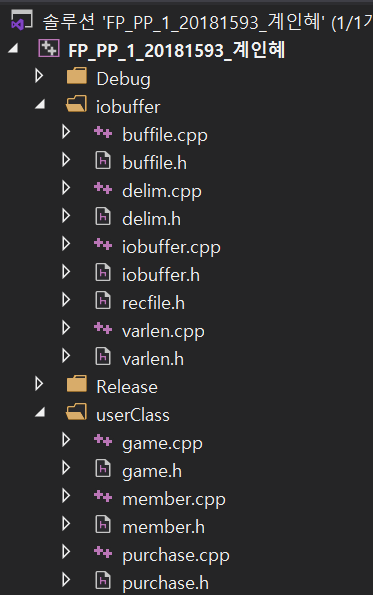 솔루션 'FP_PP_1_20181593_계인혜' (1/1개
FP_PP_1_20181593_계인혜
Debug
iobuffer
buffile.cpp
buffile.h
delim.cpp
delim.h
iobuffer.cpp
iobuffer.h
recfile.h
varlen.cpp
varlen.h
Release
userClass
game.cpp
game.h
member.cpp
member.h
purchase.cpp
purchase.h